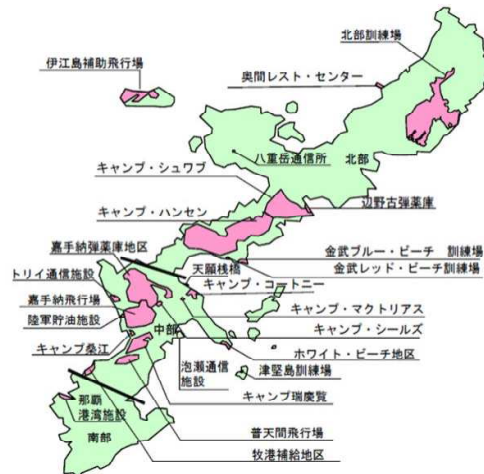 北部訓練場
伊江島補助飛行場
奥間レスト・センター
八重岳通信所
北部
キャンプ・シュワブ
辺野古弾薬庫
キャンプ・ハンセン
金武ブルー・ビーチ 訓練場
嘉手納弾薬庫地区
天願桟橋
金武レッド・ビーチ訓練場
トリイ通信施設
キャンプ・コートニー
嘉手納飛行場
キャンプ・マクトリアス
陸軍貯油施設
中部
キャンプ・シールズ
キャンプ桑江
泡瀬通信
施設
ホワイト・ビーチ地区
津堅島訓練場
那覇
港湾施設
キャンプ瑞慶覧
南部
普天間飛行場
牧港補給地区